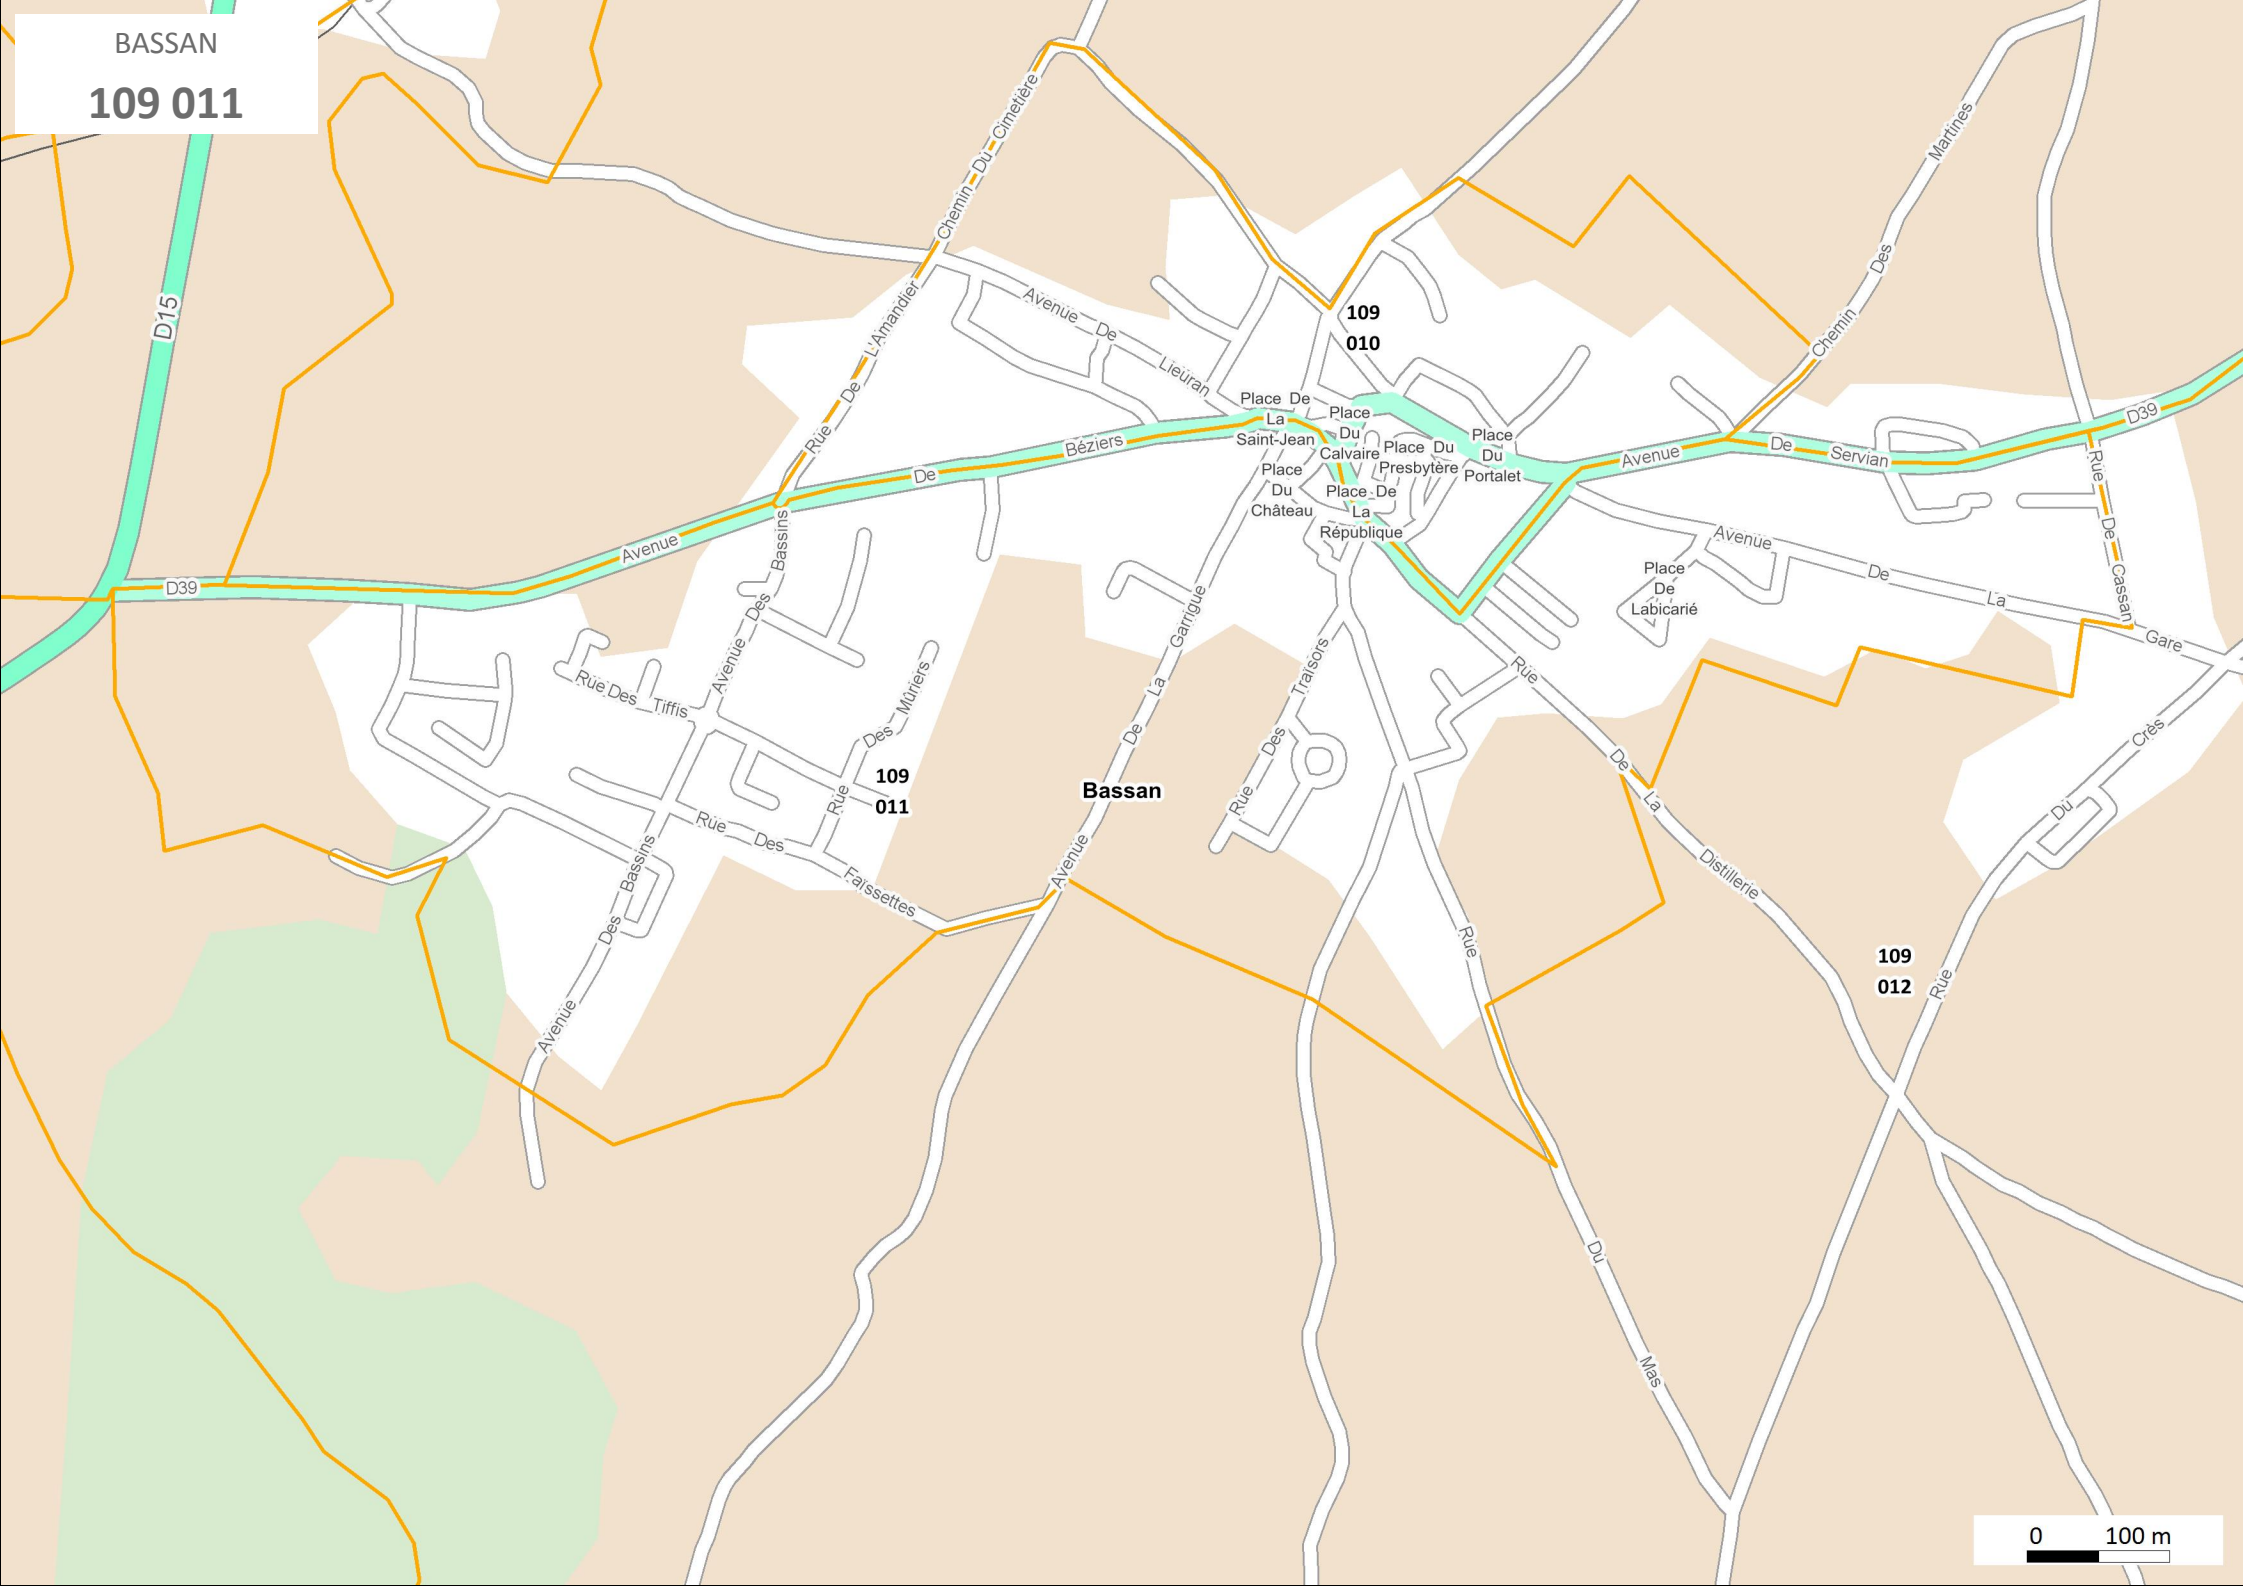 BASSAN
109 011
D15
D39
Chemin Du Cimetière
Rue De L'Amandier
Avenue De Lieuran
Avenue De Béziers
109
010
Place De
La
Saint-Jean
Place
Du
Calvaire
Place Du
Presbytère
Place
Du
Portalet
Place
Du
Château
Place De
La
République
Chemin Des Martines
Avenue De Servian
D39
Rue De Cassan
Avenue De La Gare
Place
De
Labicarié
Avenue Des Bassins
Rue Des Tiffis
Rue Des Mûriers
109
011
Rue Des Faïssettes
Avenue Des Bassins
Avenue De La Garrigue
Bassan
Rue Des Traïsors
Rue De La Distillerie
Rue Du Crès
109
012
Rue Du Mas
0 100 m